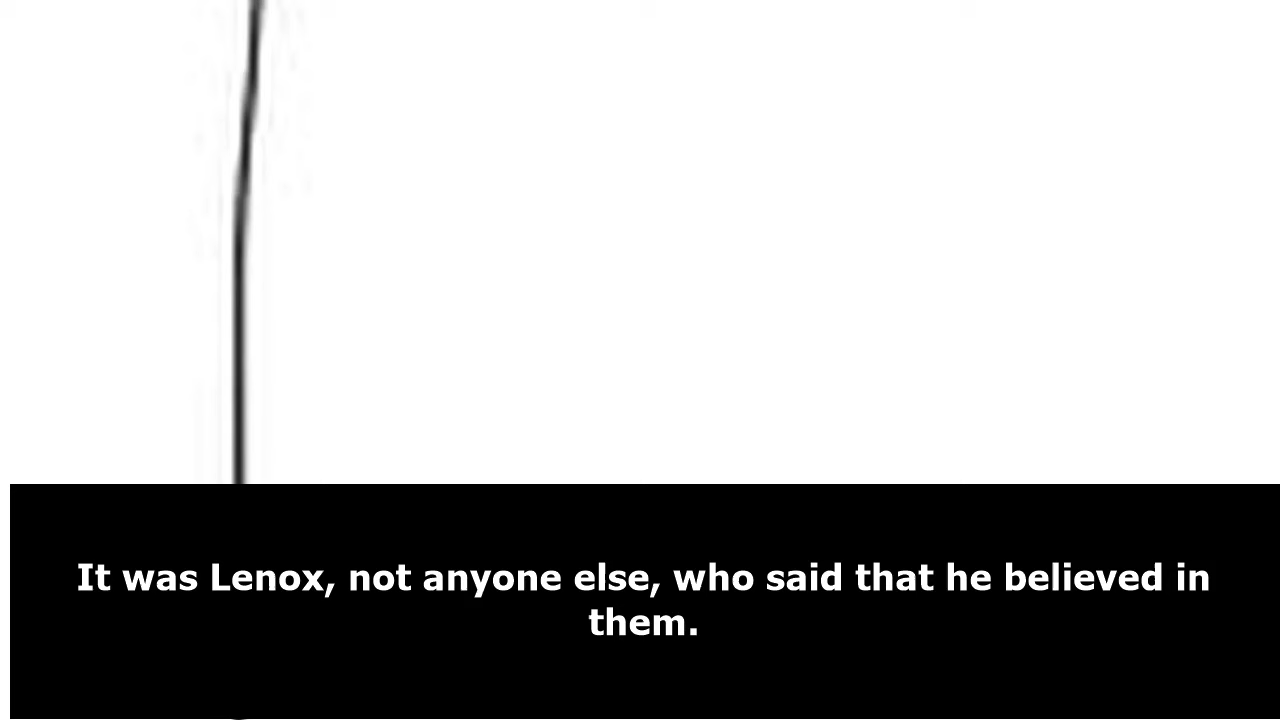 It was Lenox, not anyone else, who said that he believed in
them.